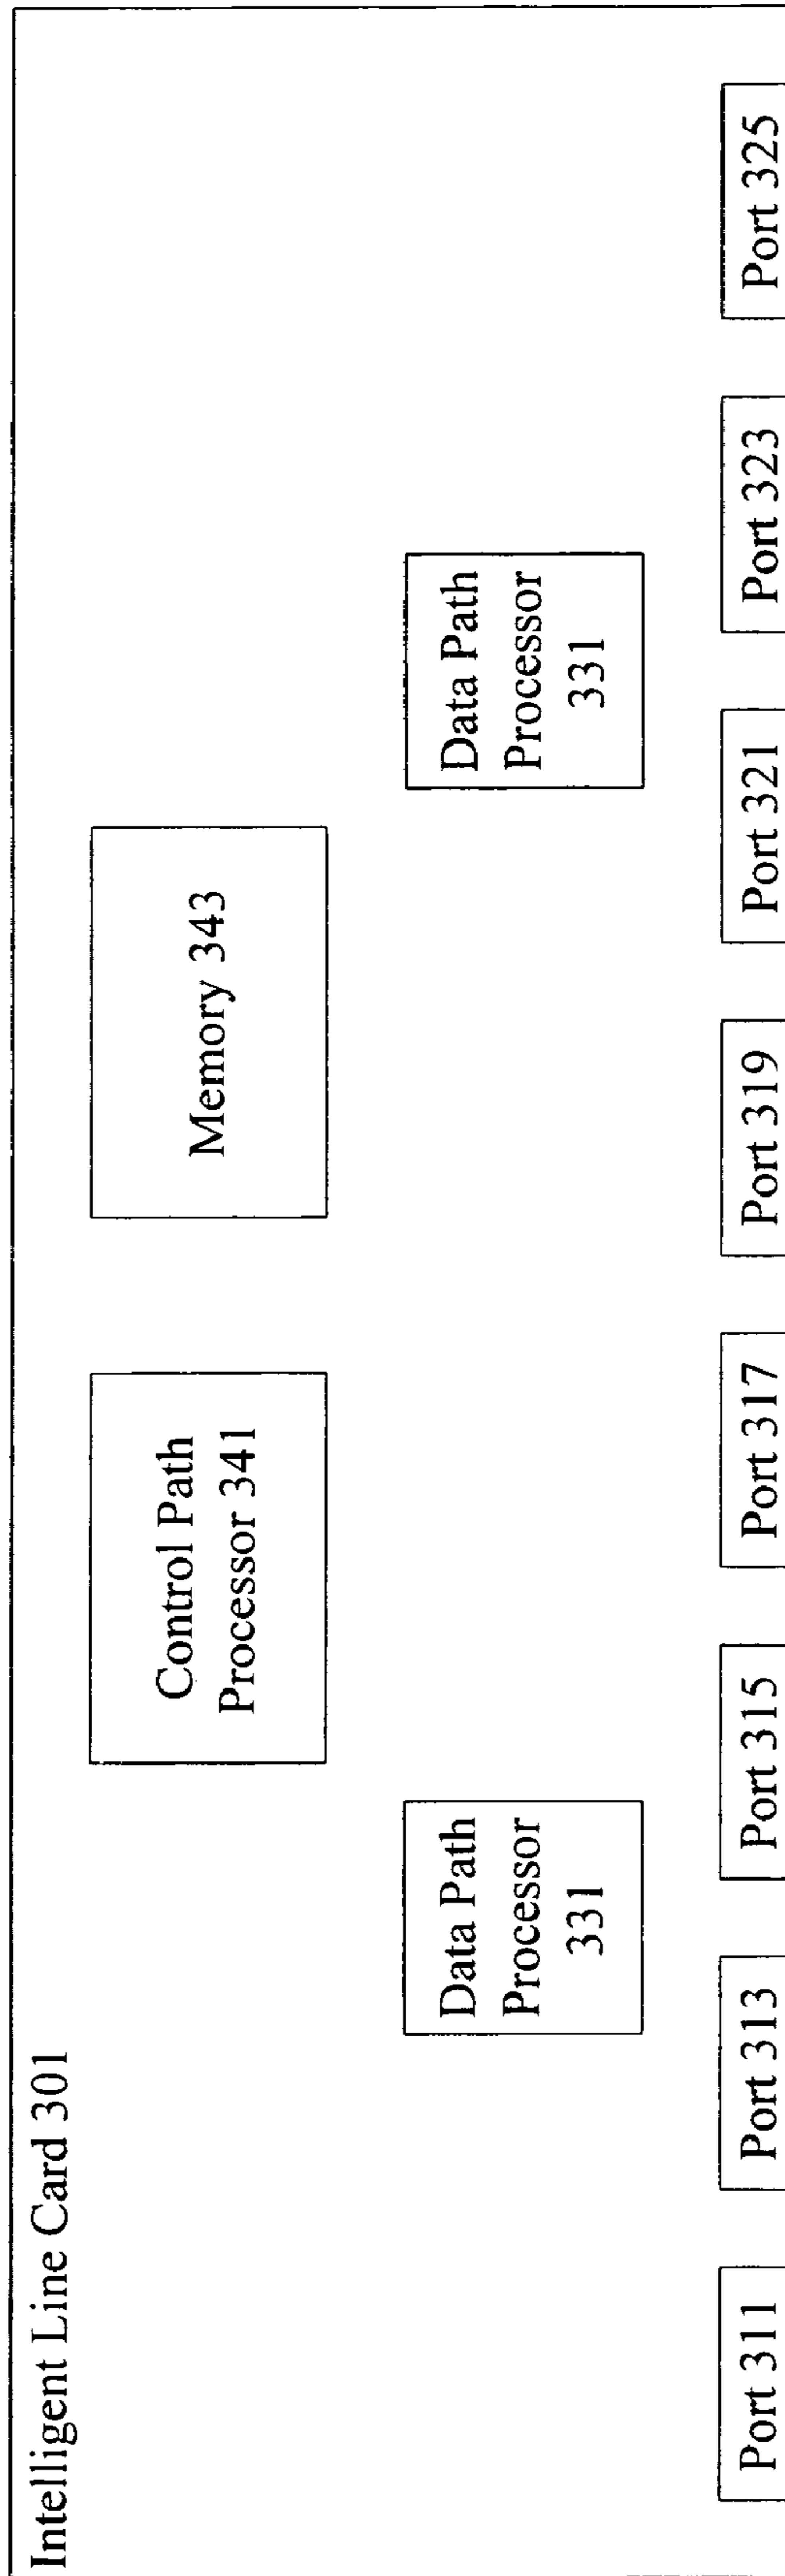 Intelligent Line Card 301
Control Path
Processor 341
Memory 343
Data Path
Processor
331
Data Path
Processor
331
Port 311
Port 313
Port 315
Port 317
Port 319
Port 321
Port 323
Port 325